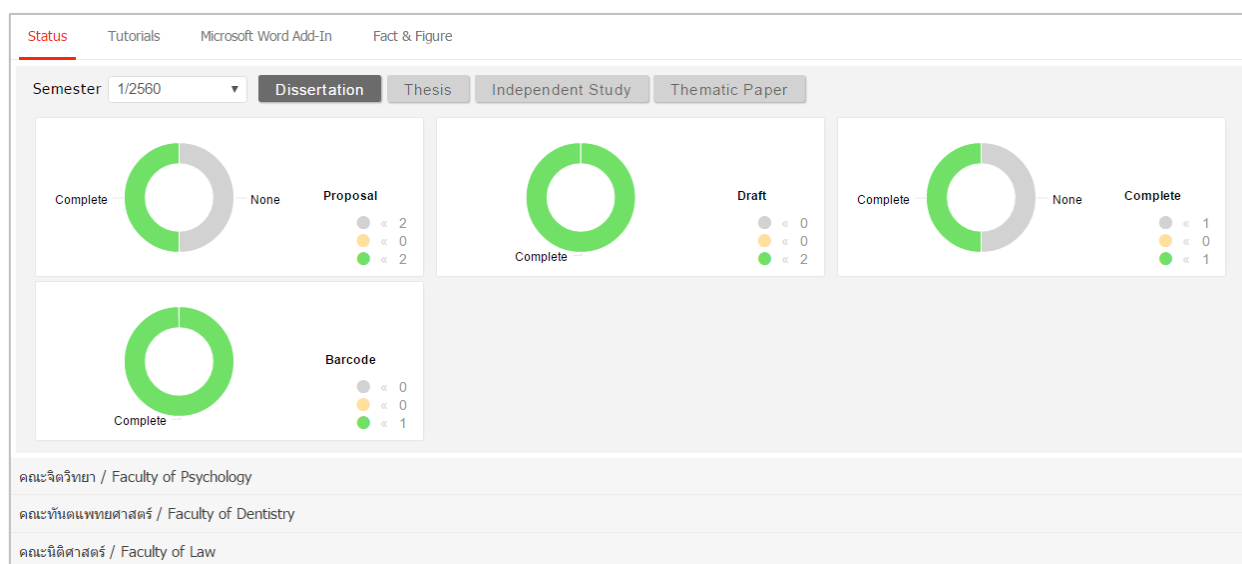 Status Tutorials Microsoft Word Add-In Fact & Figure
Semester 1/2560 ▼ Dissertation Thesis Independent Study Thematic Paper
Complete None Proposal
« 2
« 0
« 2
Complete Draft
« 0
« 0
« 2
Complete None Complete
« 1
« 0
« 1
Complete Barcode
« 0
« 0
« 1
คณะจิตวิทยา / Faculty of Psychology
คณะทันตแพทยศาสตร์ / Faculty of Dentistry
คณะนิติศาสตร์ / Faculty of Law